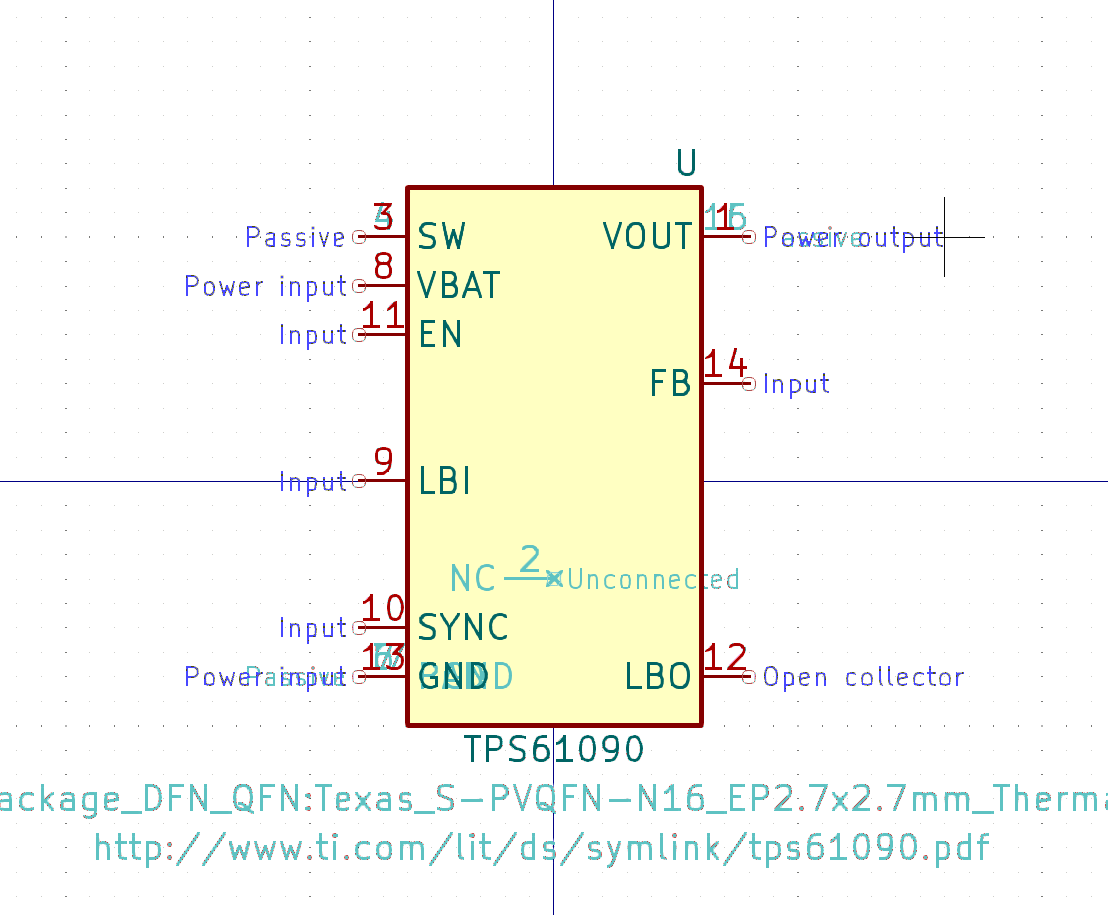 U
3 1
Passive SW VOUT Power output
8
Power input VBAT
11
Input EN
14
FB Input
9
Input LBI
2
NC Unconnected
10
Input SYNC
13 12
Power input GND LBO Open collector
TPS61090
ackage_DFN_QFN:Texas_S-PVQFN-N16_EP2.7x2.7mm_Therma
http://www.ti.com/lit/ds/symlink/tps61090.pdf